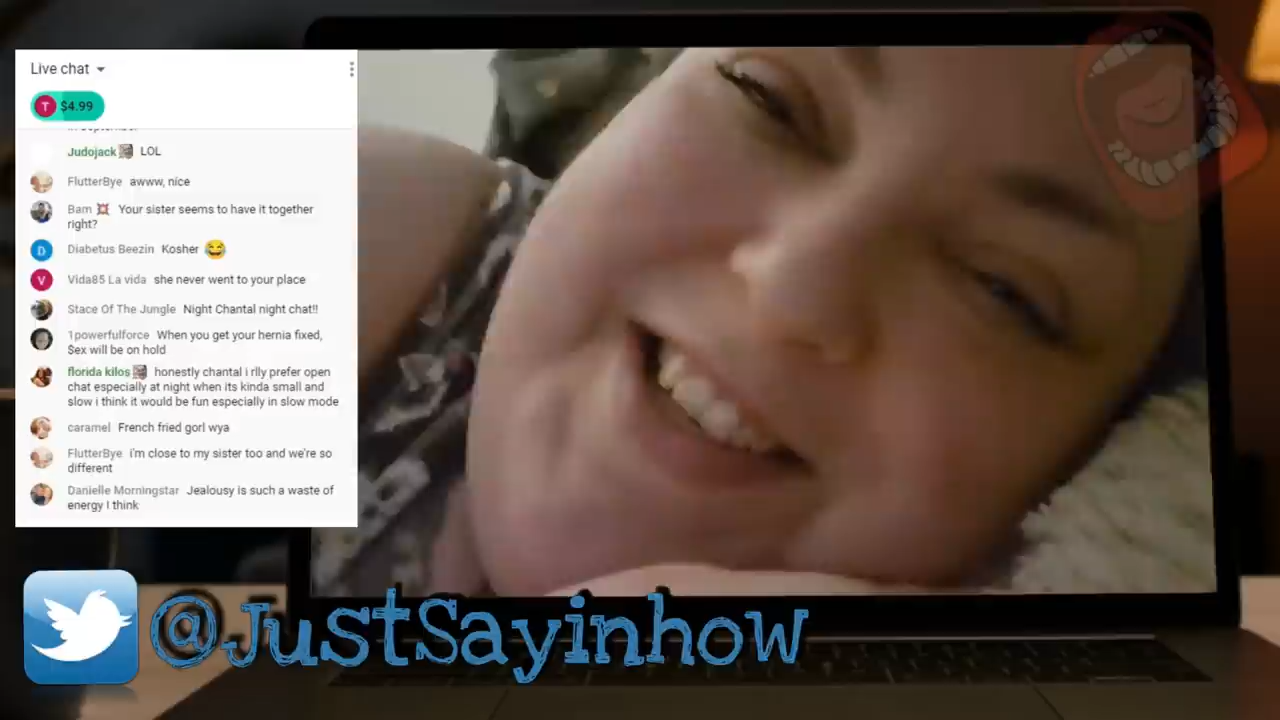 Live chat
T $4.99
in September
Judojack LOL
FlutterBye awww, nice
Bam 💢 Your sister seems to have it together
right?
D Diabetus Beezin Kosher 😂
V Vida85 La vida she never went to your place
Stace Of The Jungle Night Chantal night chat!!
1powerfulforce When you get your hernia fixed,
$ex will be on hold
florida kilos honestly chantal i rlly prefer open
chat especially at night when its kinda small and
slow i think it would be fun especially in slow mode
caramel French fried gorl wya
FlutterBye i'm close to my sister too and we're so
different
Danielle Morningstar Jealousy is such a waste of
energy I think
@JustSayinhow